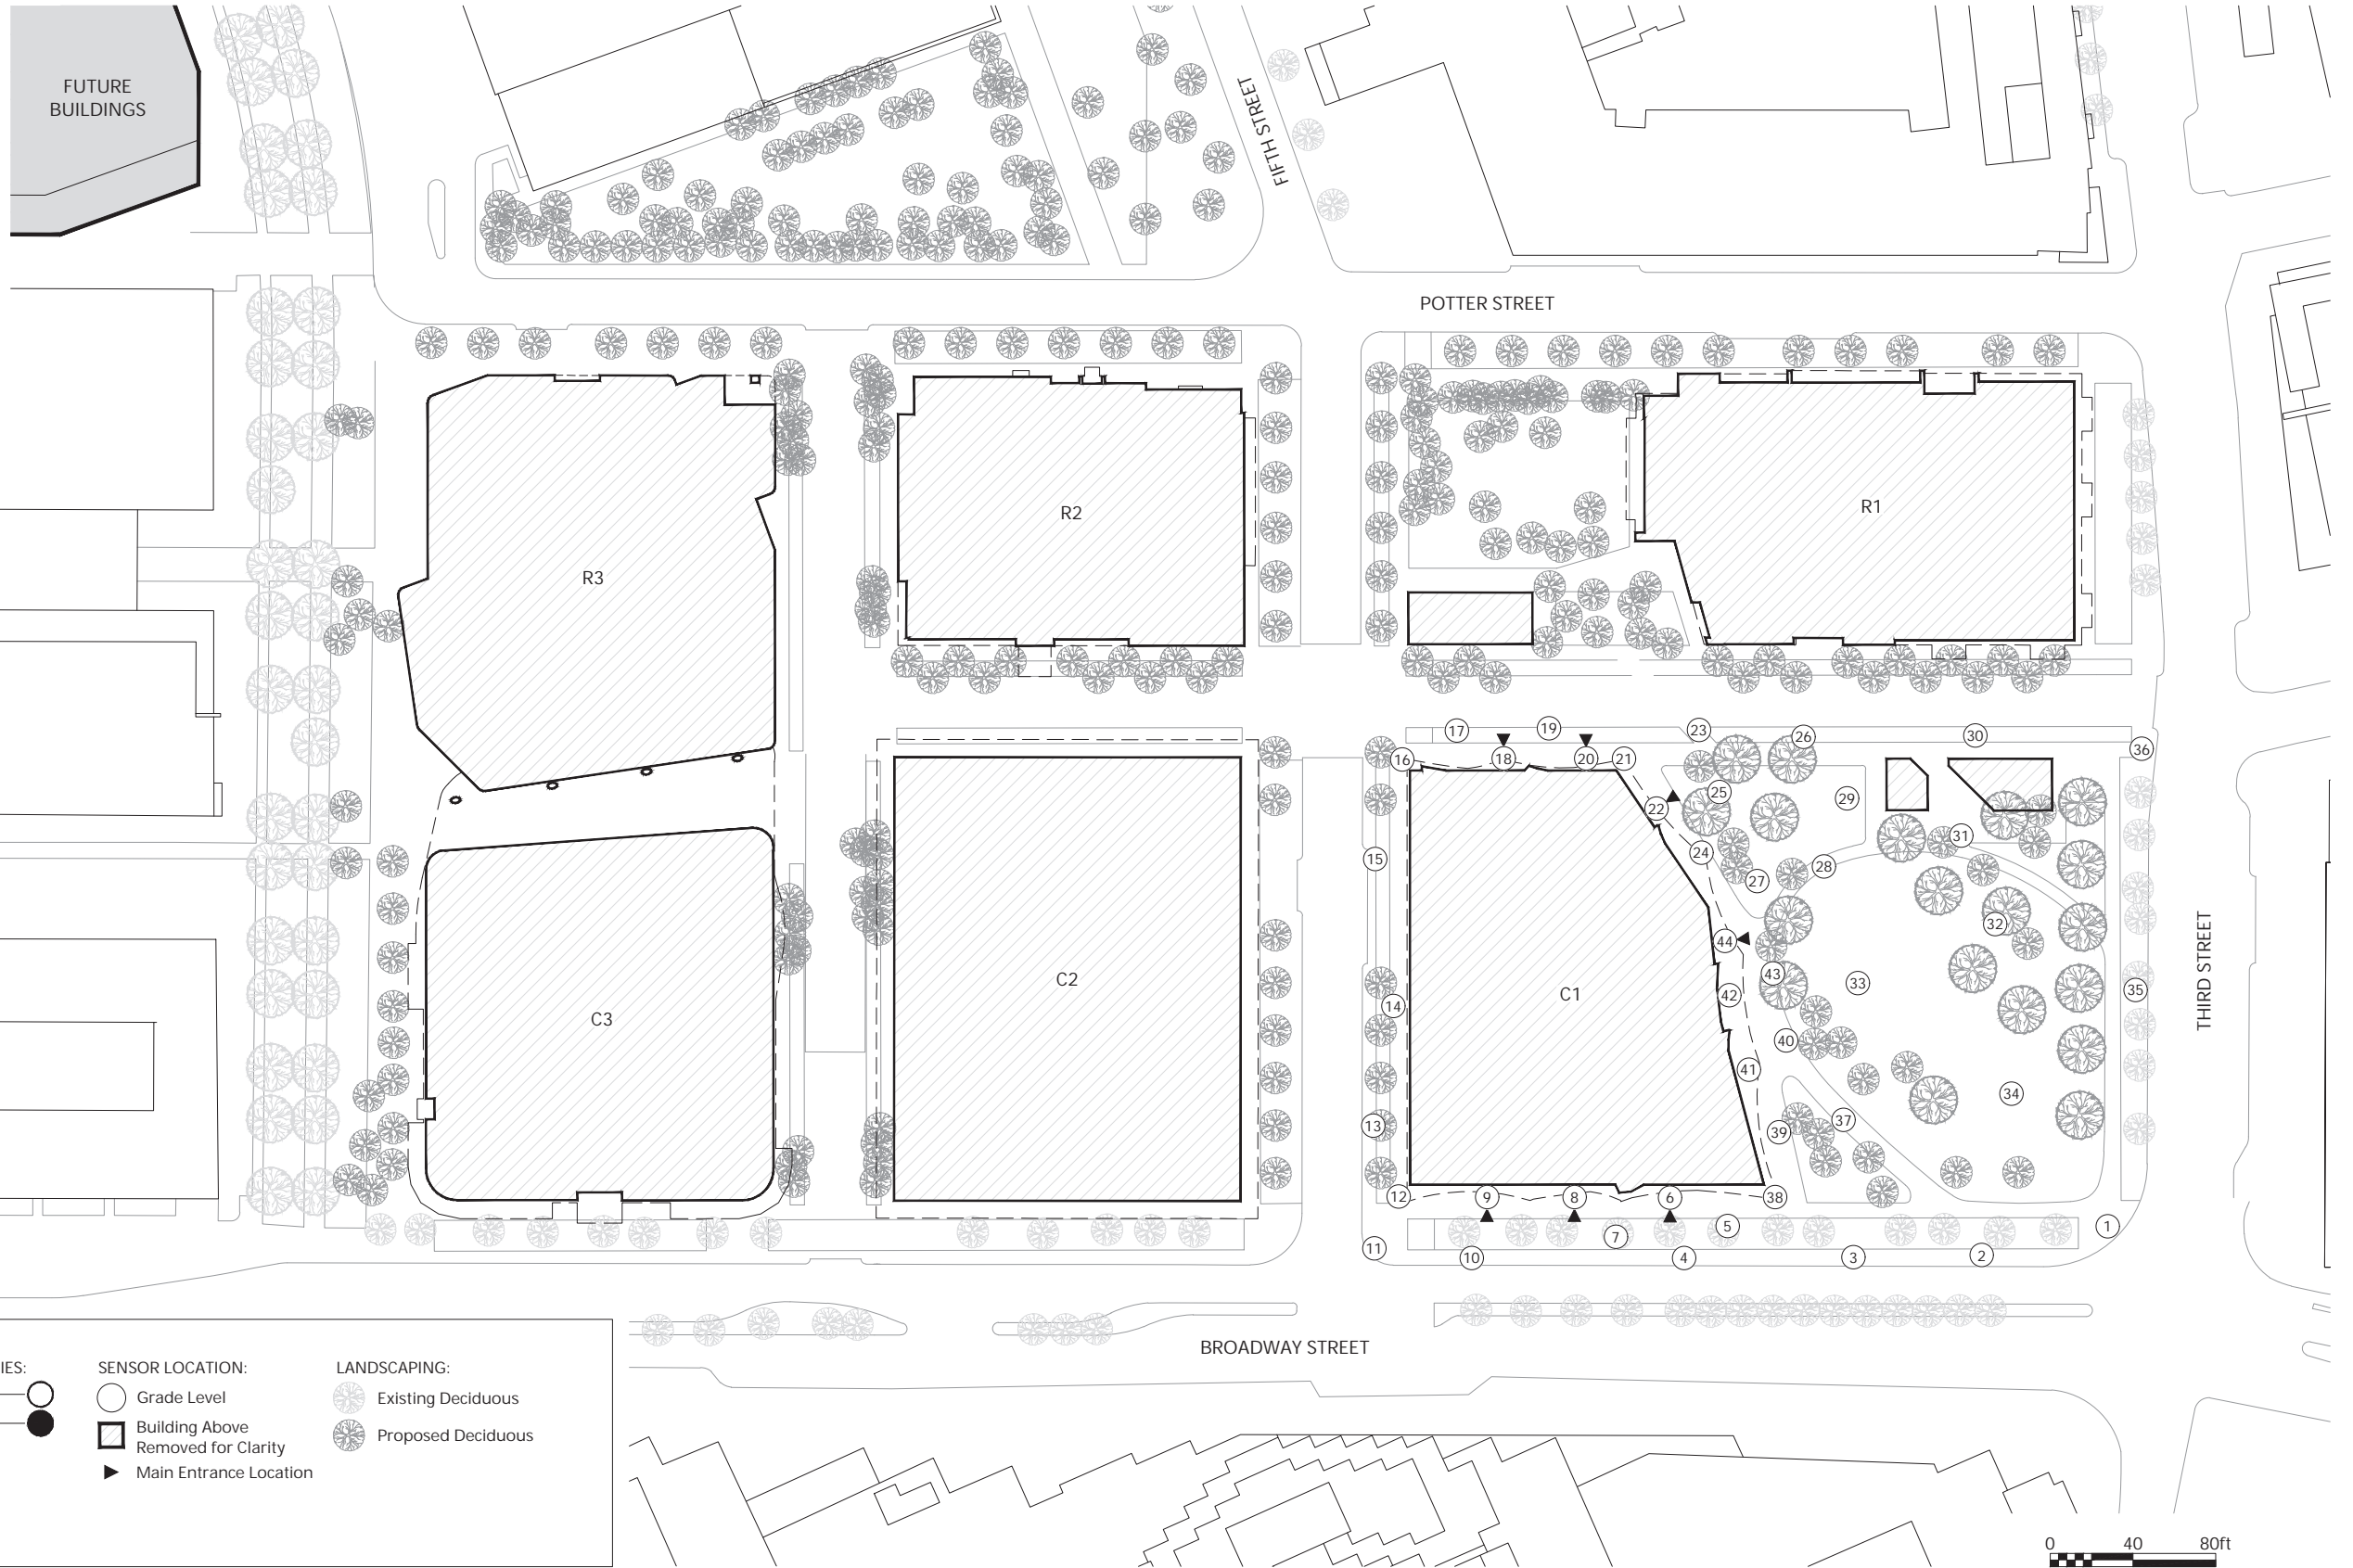 FUTURE
BUILDINGS
FIFTH STREET
POTTER STREET
R3
R2
R1
17
19
23
26
30
36
16
18
20
21
22
25
29
24
31
15
28
27
32
44
43
33
35
THIRD STREET
14
42
C1
C2
C3
40
41
34
37
13
39
12
9
8
6
38
5
1
7
11
10
4
3
2
BROADWAY STREET
IES:
SENSOR LOCATION:
Grade Level
Building Above
Removed for Clarity
Main Entrance Location
LANDSCAPING:
Existing Deciduous
Proposed Deciduous
0 40 80ft